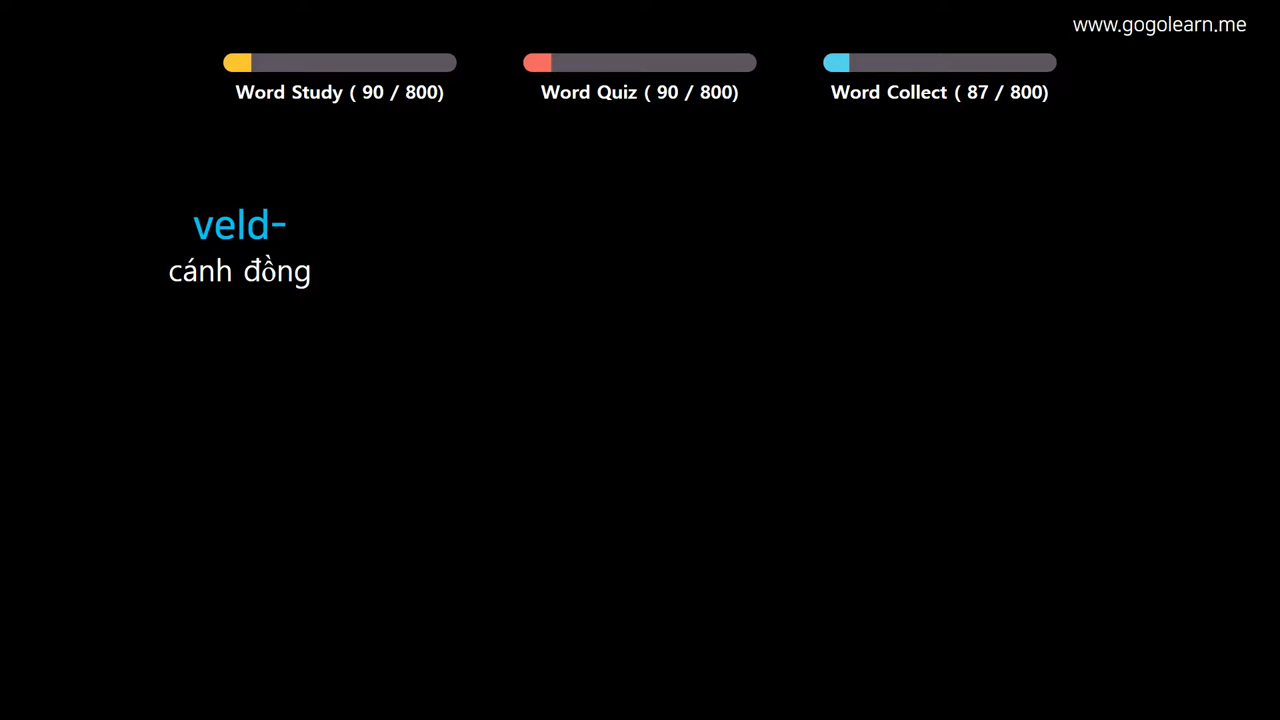 www.gogolearn.me
Word Study ( 90 / 800)
Word Quiz ( 90 / 800)
Word Collect ( 87 / 800)
veld-
cánh đồng